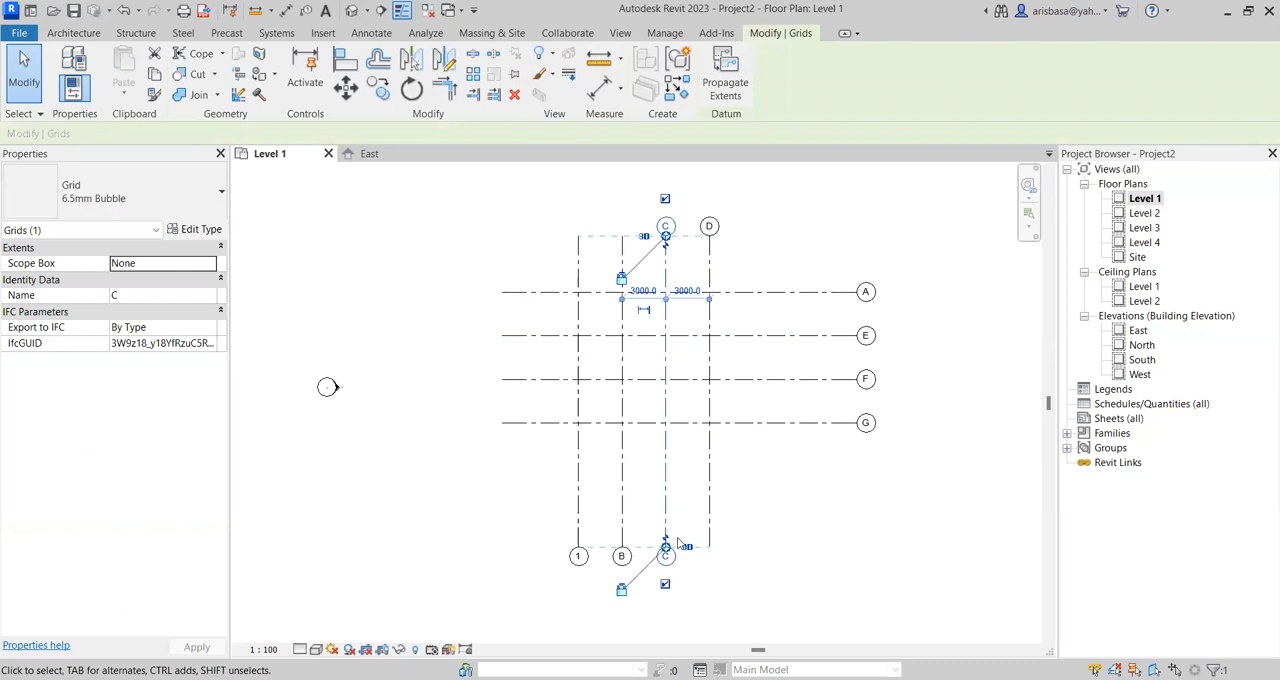 Autodesk Revit 2023 - Project2 - Floor Plan: Level 1
arisbasa@yah...
File Architecture Structure Steel Precast Systems Insert Annotate Analyze Massing & Site Collaborate View Manage Add-Ins Modify | Grids
Modify
Properties
Paste
Cope
Cut
Join
Activate
Propagate
Extents
Select Properties Clipboard Geometry Controls Modify View Measure Create Datum
Modify | Grids
Properties
Grid
6.5mm Bubble
Grids (1) Edit Type
Extents
Scope Box None
Identity Data
Name C
IFC Parameters
Export to IFC By Type
IfcGUID 3W9z18_y18YfRzuC5R...
Properties help Apply
Level 1 East
C D
3D
3000.0 3000.0
A
E
F
G
1 B C
3D
Project Browser - Project2
Views (all)
Floor Plans
Level 1
Level 2
Level 3
Level 4
Site
Ceiling Plans
Level 1
Level 2
Elevations (Building Elevation)
East
North
South
West
Legends
Schedules/Quantities (all)
Sheets (all)
Families
Groups
Revit Links
1 : 100
Click to select, TAB for alternates, CTRL adds, SHIFT unselects.
:0
Main Model
:1